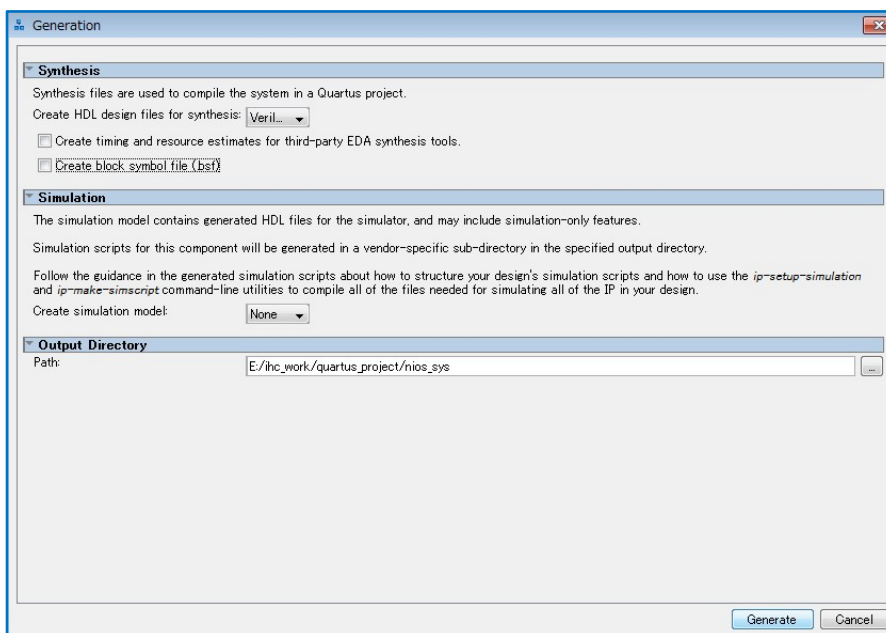 Generation
Synthesis
Synthesis files are used to compile the system in a Quartus project.
Create HDL design files for synthesis: Veril...
Create timing and resource estimates for third-party EDA synthesis tools.
Create block symbol file (.bsf)
Simulation
The simulation model contains generated HDL files for the simulator, and may include simulation-only features.
Simulation scripts for this component will be generated in a vendor-specific sub-directory in the specified output directory.
Follow the guidance in the generated simulation scripts about how to structure your design's simulation scripts and how to use the ip-setup-simulation
and ip-make-simscript command-line utilities to compile all of the files needed for simulating all of the IP in your design.
Create simulation model: None
Output Directory
Path: E:/ihc_work/quartus_project/nios_sys ...
Generate Cancel